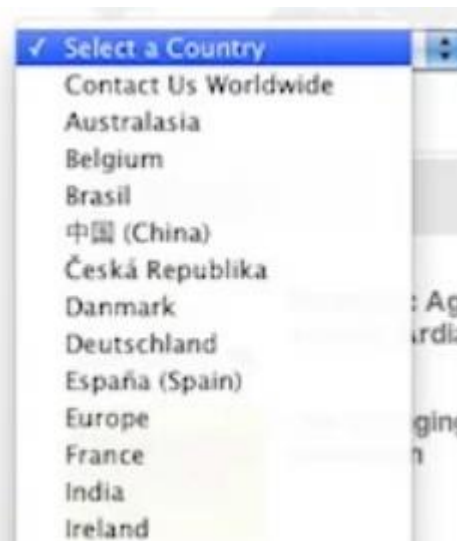 ✓ Select a Country
Contact Us Worldwide
Australasia
Belgium
Brasil
中国 (China)
Česká Republika
Danmark
Deutschland
España (Spain)
Europe
France
India
Ireland